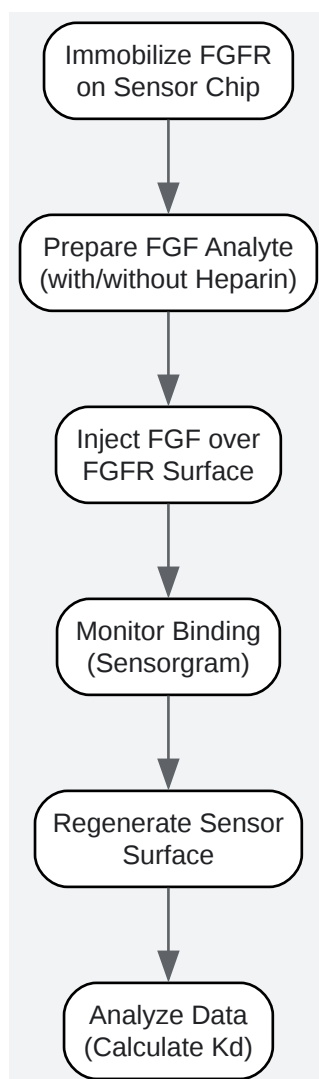 Immobilize FGFR
on Sensor Chip
Prepare FGF Analyte
(with/without Heparin)
Inject FGF over
FGFR Surface
Monitor Binding
(Sensorgram)
Regenerate Sensor
Surface
Analyze Data
(Calculate Kd)